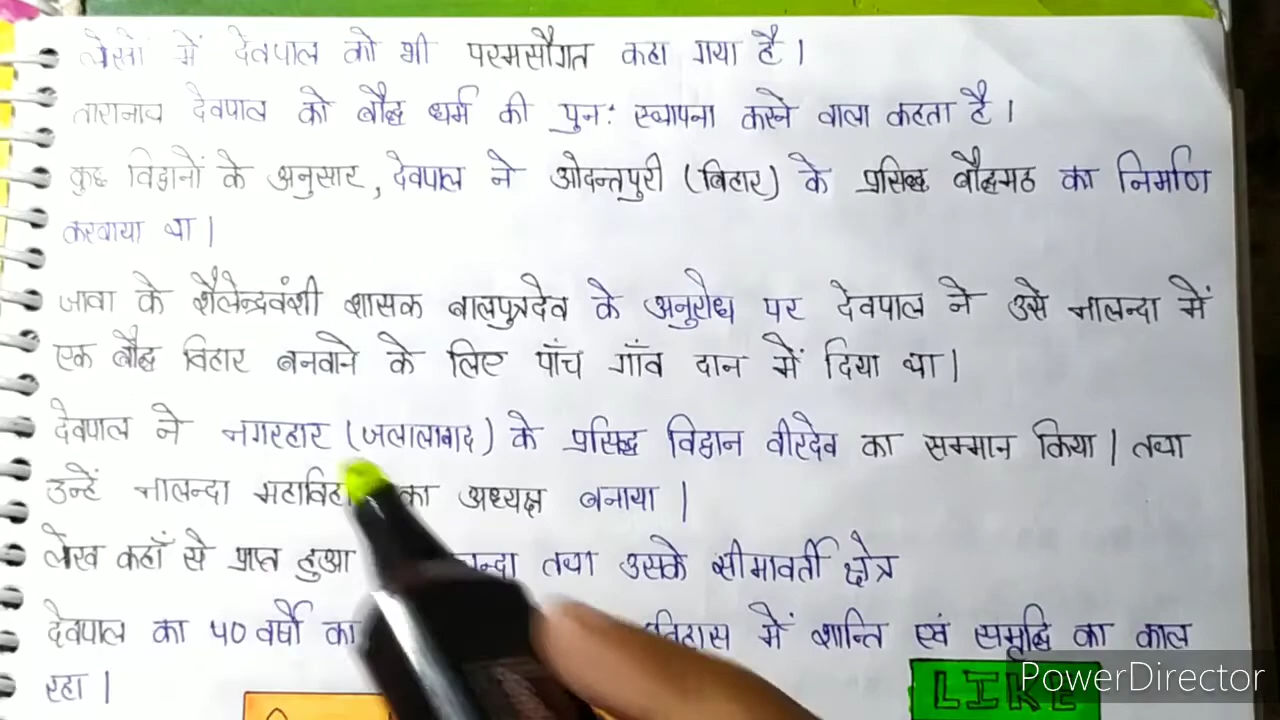 लेखों में देवपाल को भी परमसौगत कहा गया है।
तारानाथ देवपाल को बौद्ध धर्म की पुनः स्थापना करने वाला कहता है।
कुछ विद्वानों के अनुसार, देवपाल ने ओदन्तपुरी (बिहार) के प्रसिद्ध बौद्धमठ का निर्माण
करवाया था।
जावा के शैलेन्द्रवंशी शासक बालपुत्रदेव के अनुरोध पर देवपाल ने उसे नालन्दा में
एक बौद्ध विहार बनवाने के लिए पाँच गाँव दान में दिया था।
देवपाल ने नगरहार (जलालाबाद) के प्रसिद्ध विद्वान वीरदेव का सम्मान किया। तथा
उन्हें नालन्दा का अध्यक्ष बनाया।
लेख कहाँ से प्राप्त हुआ तथा उसके सीमावर्ती क्षेत्र
देवपाल का 40 वर्षों का में शान्ति एवं समृद्धि का काल
रहा।
LIKE
PowerDirector